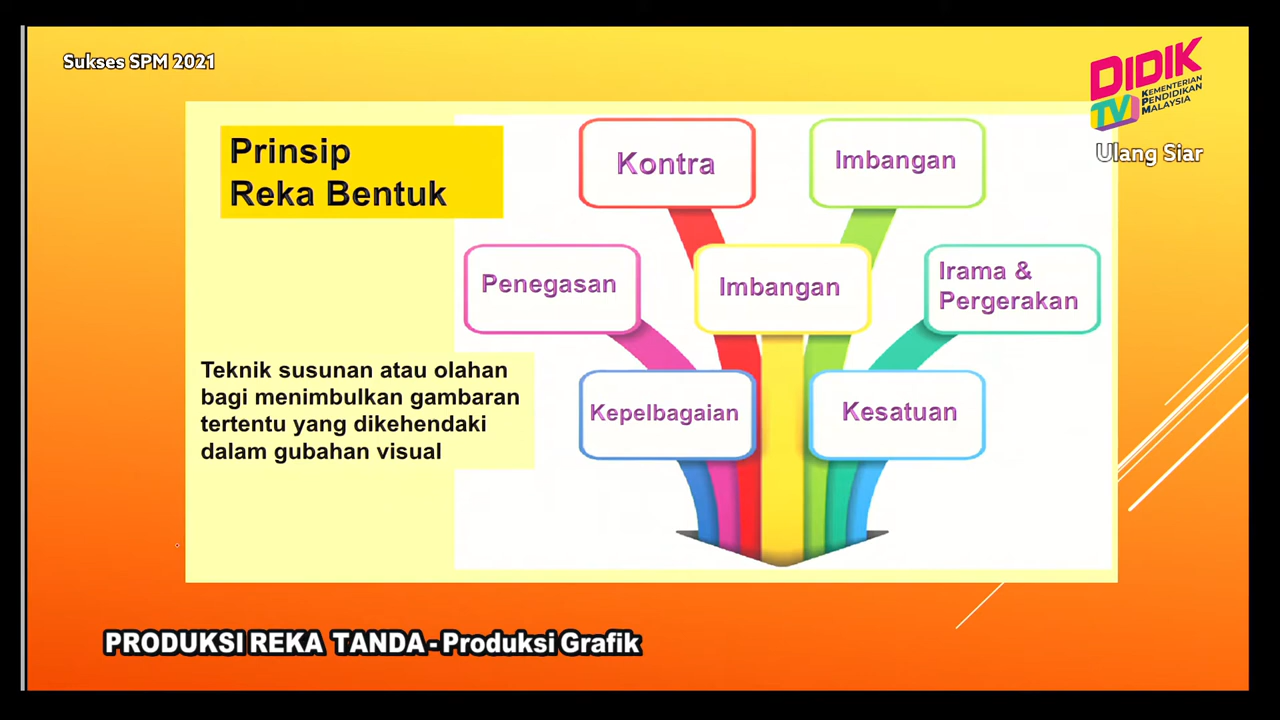 Sukses SPM 2021
DIDIK
TV
KEMENTERIAN
PENDIDIKAN
MALAYSIA
Ulang Siar
Prinsip
Reka Bentuk
Kontra
Imbangan
Penegasan
Imbangan
Irama &
Pergerakan
Teknik susunan atau olahan
bagi menimbulkan gambaran
tertentu yang dikehendaki
dalam gubahan visual
Kepelbagaian
Kesatuan
PRODUKSI REKA TANDA - Produksi Grafik